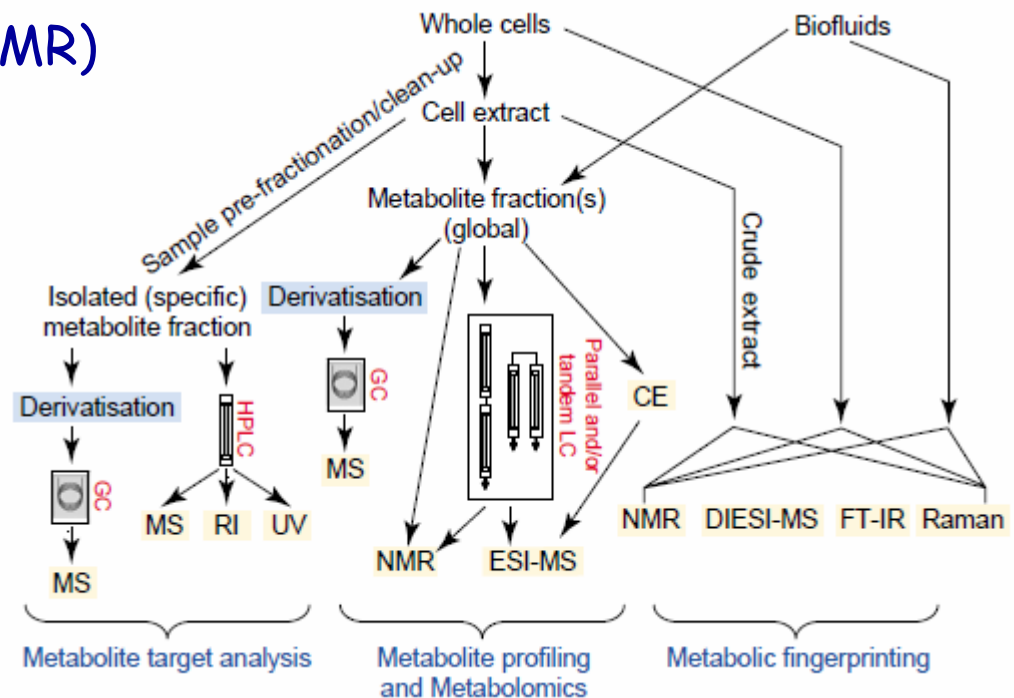 MR)
Whole cells
Biofluids
Sample pre-fractionation/clean-up
Cell extract
Metabolite fraction(s)
(global)
Crude extract
Isolated (specific)
metabolite fraction
Derivatisation
Derivatisation
GC
MS
HPLC
GC
MS
MS
RI
UV
Parallel and/or
tandem LC
CE
NMR
ESI-MS
NMR
DIESI-MS
FT-IR
Raman
Metabolite target analysis
Metabolite profiling
and Metabolomics
Metabolic fingerprinting